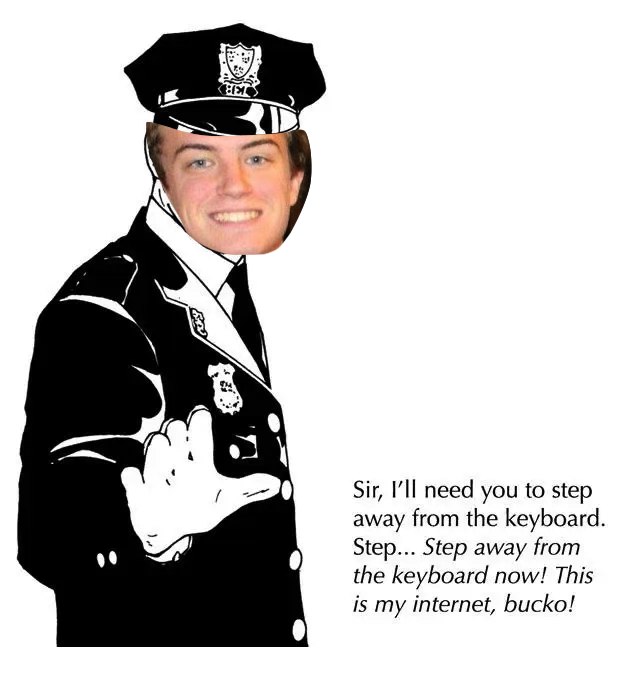 Sir, I'll need you to step
away from the keyboard.
Step... Step away from
the keyboard now! This
is my internet, bucko!